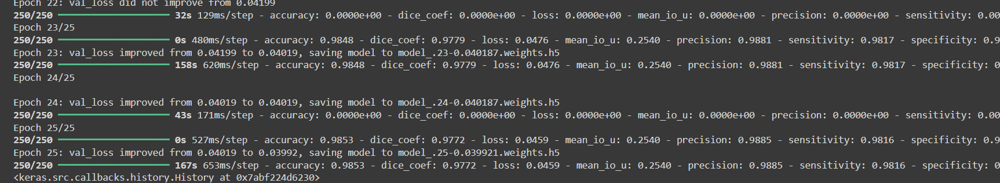 Epoch 22: val_loss did not improve from 0.04199
250/250 ━━━━━━━━━━━━━━━━━━━━ 32s 129ms/step - accuracy: 0.0000e+00 - dice_coef: 0.0000e+00 - loss: 0.0000e+00 - mean_io_u: 0.0000e+00 - precision: 0.0000e+00 - sensitivity: 0.00
Epoch 23/25
250/250 ━━━━━━━━━━━━━━━━━━━━ 0s 480ms/step - accuracy: 0.9848 - dice_coef: 0.9779 - loss: 0.0476 - mean_io_u: 0.2540 - precision: 0.9881 - sensitivity: 0.9817 - specificity: 0.9
Epoch 23: val_loss improved from 0.04199 to 0.04019, saving model to model_.23-0.040187.weights.h5
250/250 ━━━━━━━━━━━━━━━━━━━━ 158s 620ms/step - accuracy: 0.9848 - dice_coef: 0.9779 - loss: 0.0476 - mean_io_u: 0.2540 - precision: 0.9881 - sensitivity: 0.9817 - specificity: 0
Epoch 24/25
Epoch 24: val_loss improved from 0.04019 to 0.04019, saving model to model_.24-0.040187.weights.h5
250/250 ━━━━━━━━━━━━━━━━━━━━ 43s 171ms/step - accuracy: 0.0000e+00 - dice_coef: 0.0000e+00 - loss: 0.0000e+00 - mean_io_u: 0.0000e+00 - precision: 0.0000e+00 - sensitivity: 0.00
Epoch 25/25
250/250 ━━━━━━━━━━━━━━━━━━━━ 0s 527ms/step - accuracy: 0.9853 - dice_coef: 0.9772 - loss: 0.0459 - mean_io_u: 0.2540 - precision: 0.9885 - sensitivity: 0.9816 - specificity: 0.9
Epoch 25: val_loss improved from 0.04019 to 0.03992, saving model to model_.25-0.039921.weights.h5
250/250 ━━━━━━━━━━━━━━━━━━━━ 167s 653ms/step - accuracy: 0.9853 - dice_coef: 0.9772 - loss: 0.0459 - mean_io_u: 0.2540 - precision: 0.9885 - sensitivity: 0.9816 - specificity: 0
<keras.src.callbacks.history.History at 0x7abf224d6230>